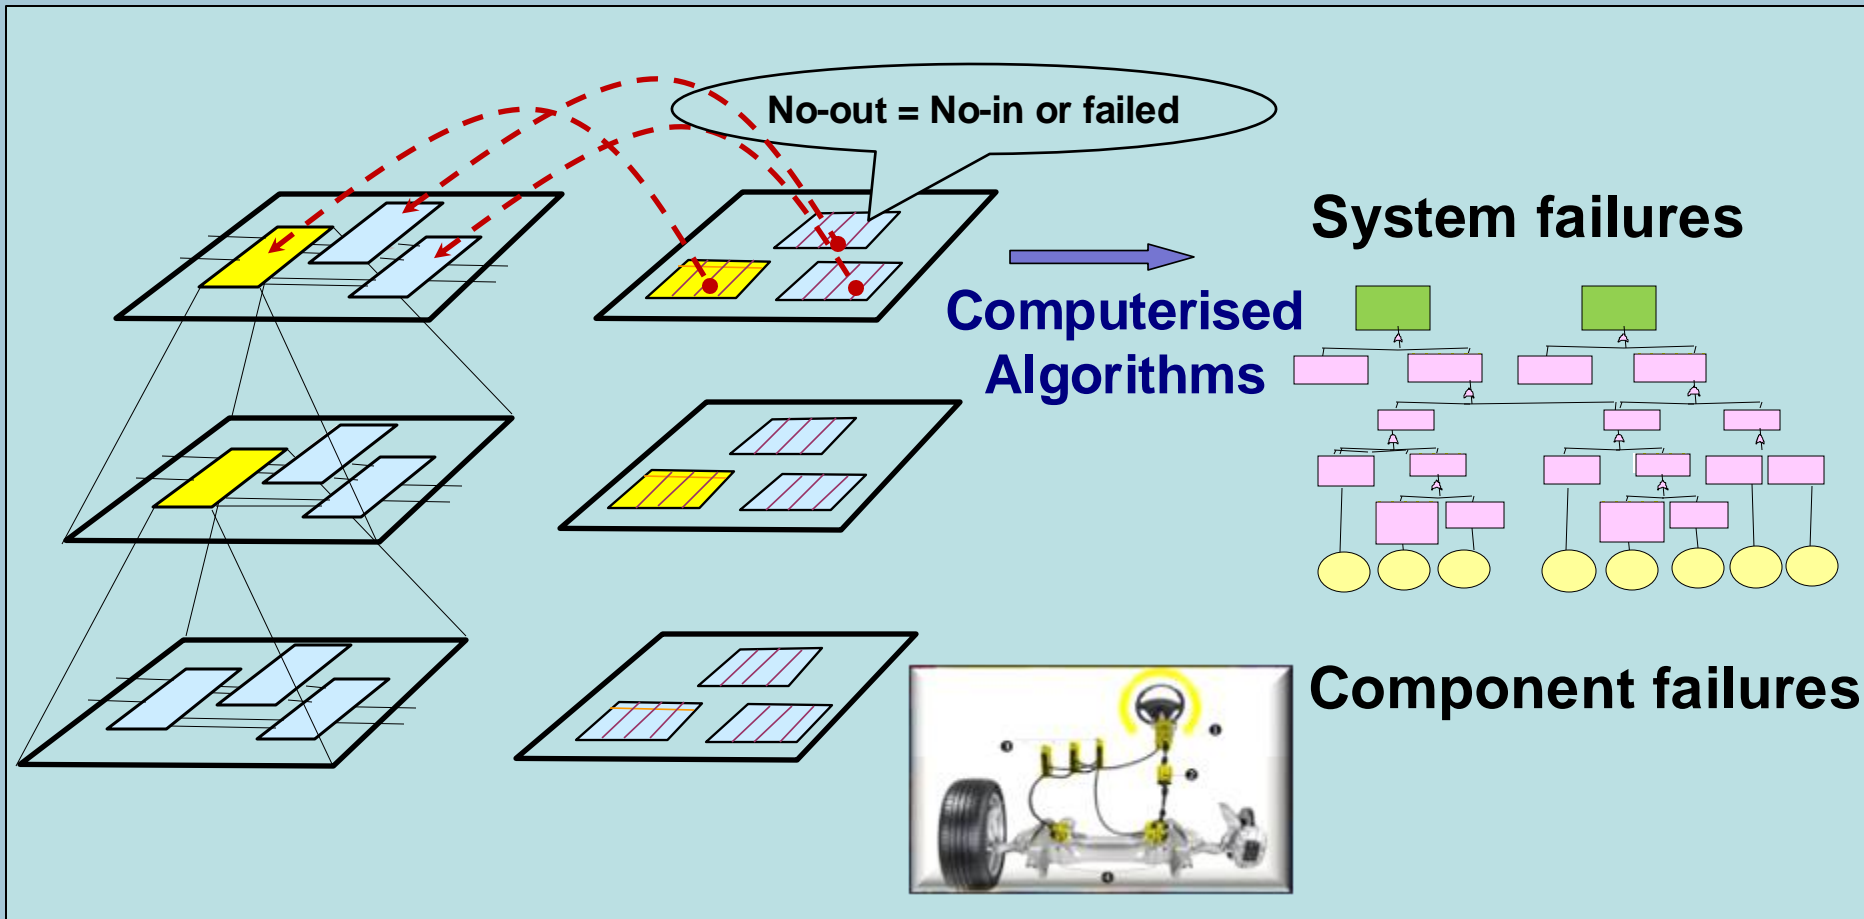 No-out = No-in or failed
System failures
Computerised
Algorithms
Component failures